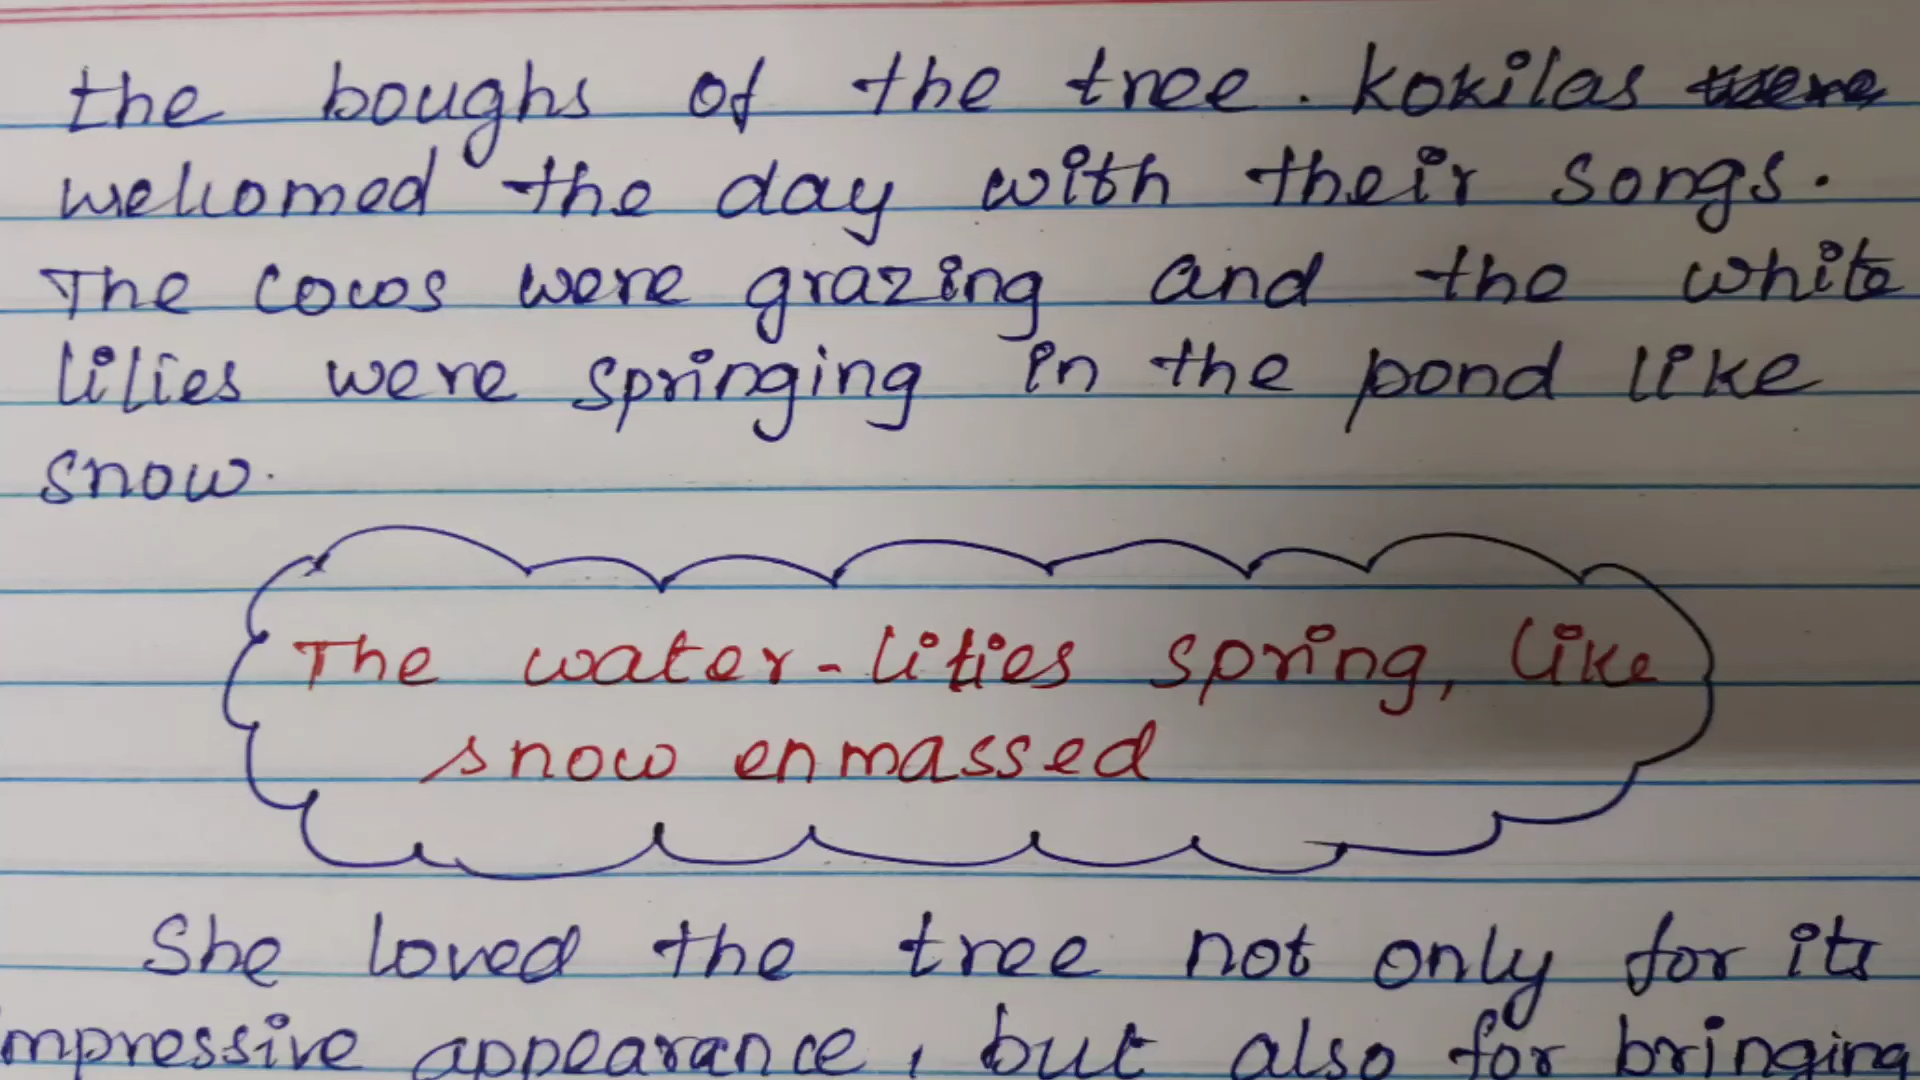 the boughs of the tree. Kokilas
welcomed the day with their songs.
The cows were grazing and the white
lilies were springing in the pond like
snow.
The water-lilies spring, like
snow enmassed
She loved the tree not only for its
mpressive appearance, but also for bringing